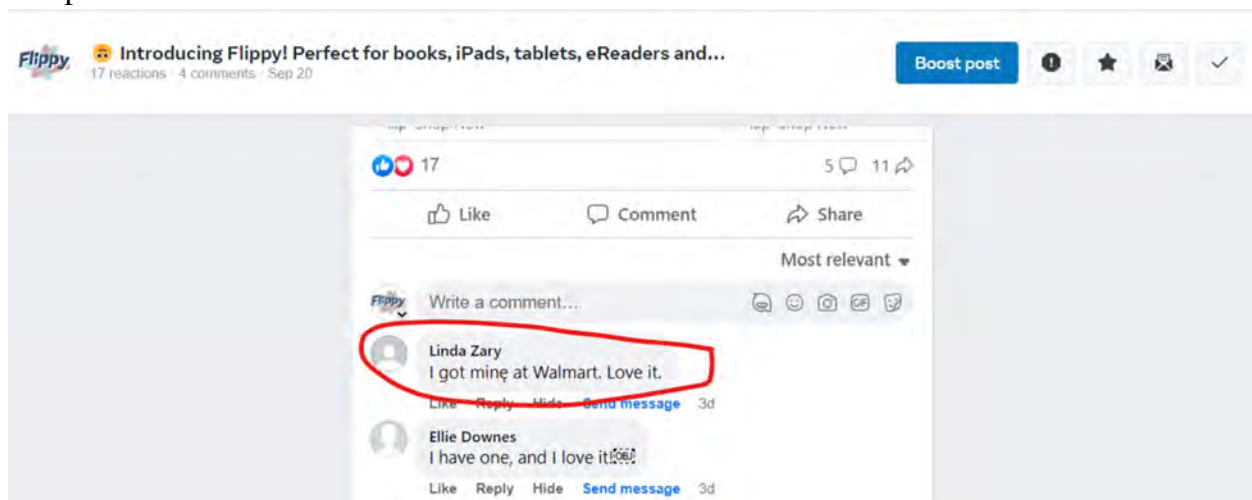 Flippy
🙃 Introducing Flippy! Perfect for books, iPads, tablets, eReaders and...
17 reactions · 4 comments · Sep 20
Boost post
17
5 11
Like Comment Share
Most relevant
Flippy
Write a comment...
GIF
Linda Zary
I got minę at Walmart. Love it.
Like Reply Hide Send message 3d
Ellie Downes
I have one, and I love it!￼
Like Reply Hide Send message 3d